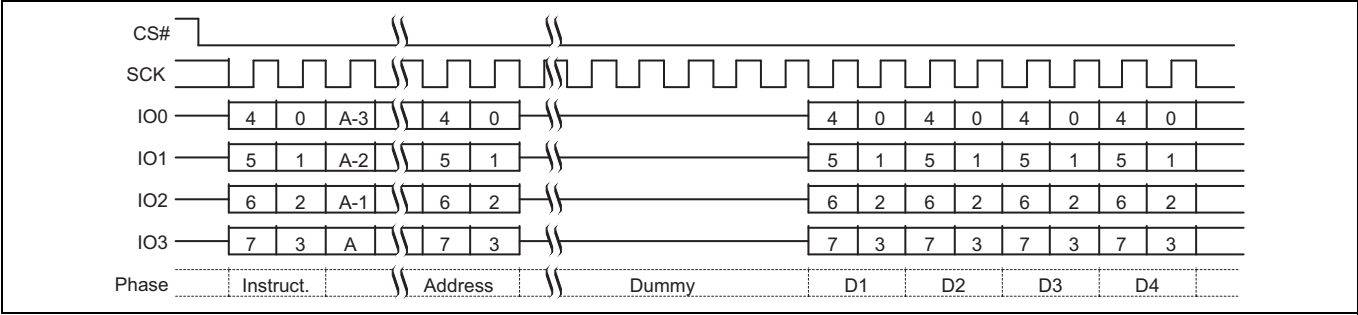 CS#
SCK
IO0 4 0 A-3 4 0 4 0 4 0 4 0 4 0
IO1 5 1 A-2 5 1 5 1 5 1 5 1 5 1
IO2 6 2 A-1 6 2 6 2 6 2 6 2 6 2
IO3 7 3 A 7 3 7 3 7 3 7 3 7 3
Phase Instruct. Address Dummy D1 D2 D3 D4